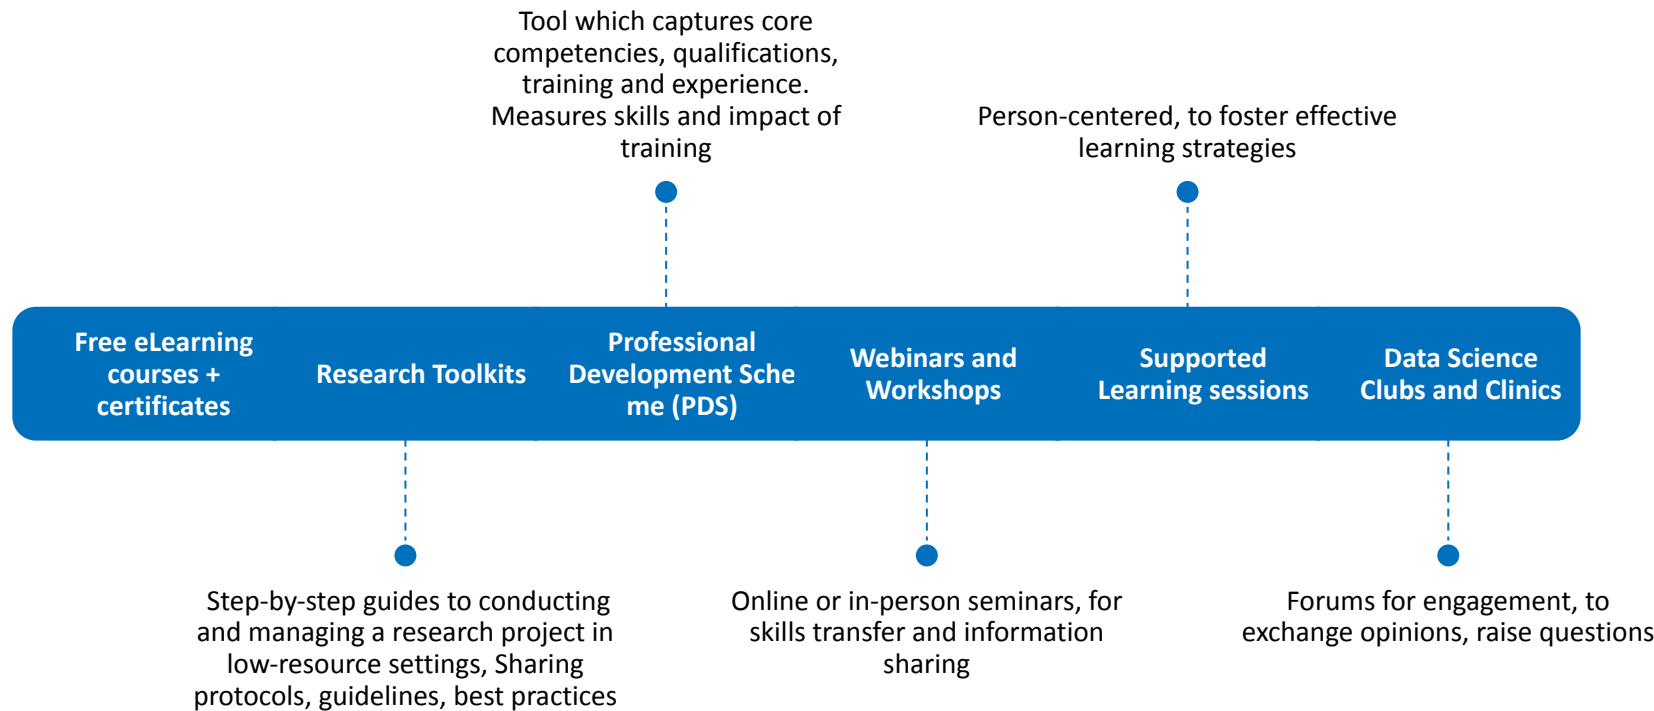 Tool which captures core
competencies, qualifications,
training and experience.
Measures skills and impact of
training
Person-centered, to foster effective
learning strategies
Free eLearning
courses +
certificates
Research Toolkits
Professional
Development Sche
me (PDS)
Webinars and
Workshops
Supported
Learning sessions
Data Science
Clubs and Clinics
Step-by-step guides to conducting
and managing a research project in
low-resource settings, Sharing
protocols, guidelines, best practices
Online or in-person seminars, for
skills transfer and information
sharing
Forums for engagement, to
exchange opinions, raise questions